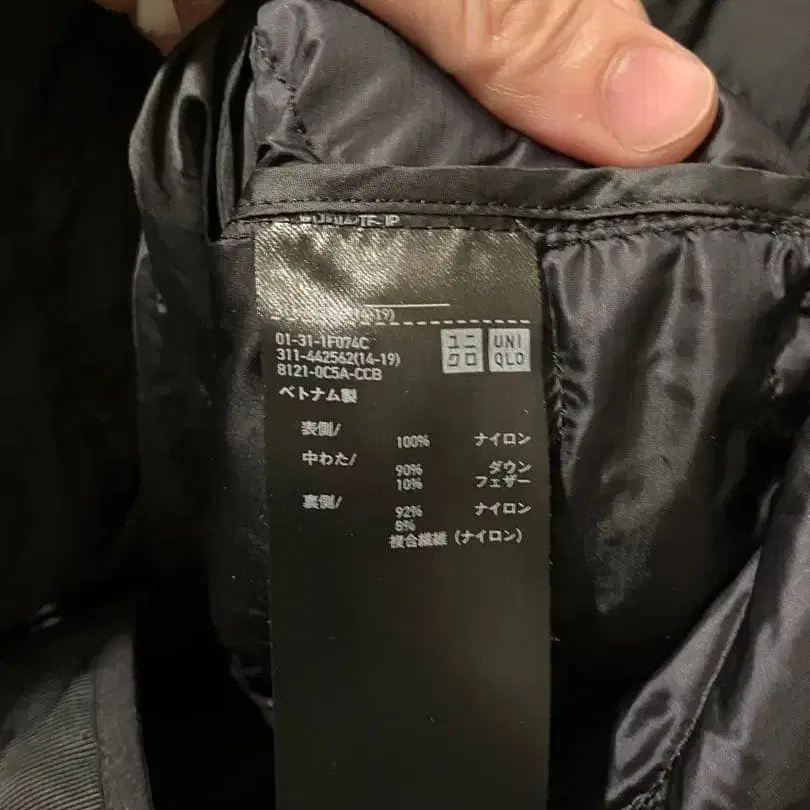 01-31-1F074C
311-442562(14-19)
8121-0C5A-CCB
ユニクロ
UNIQLO
ベトナム製
表側/ 100% ナイロン
中わた/ 90% ダウン
10% フェザー
裏側/ 92% ナイロン
8%
複合繊維(ナイロン)